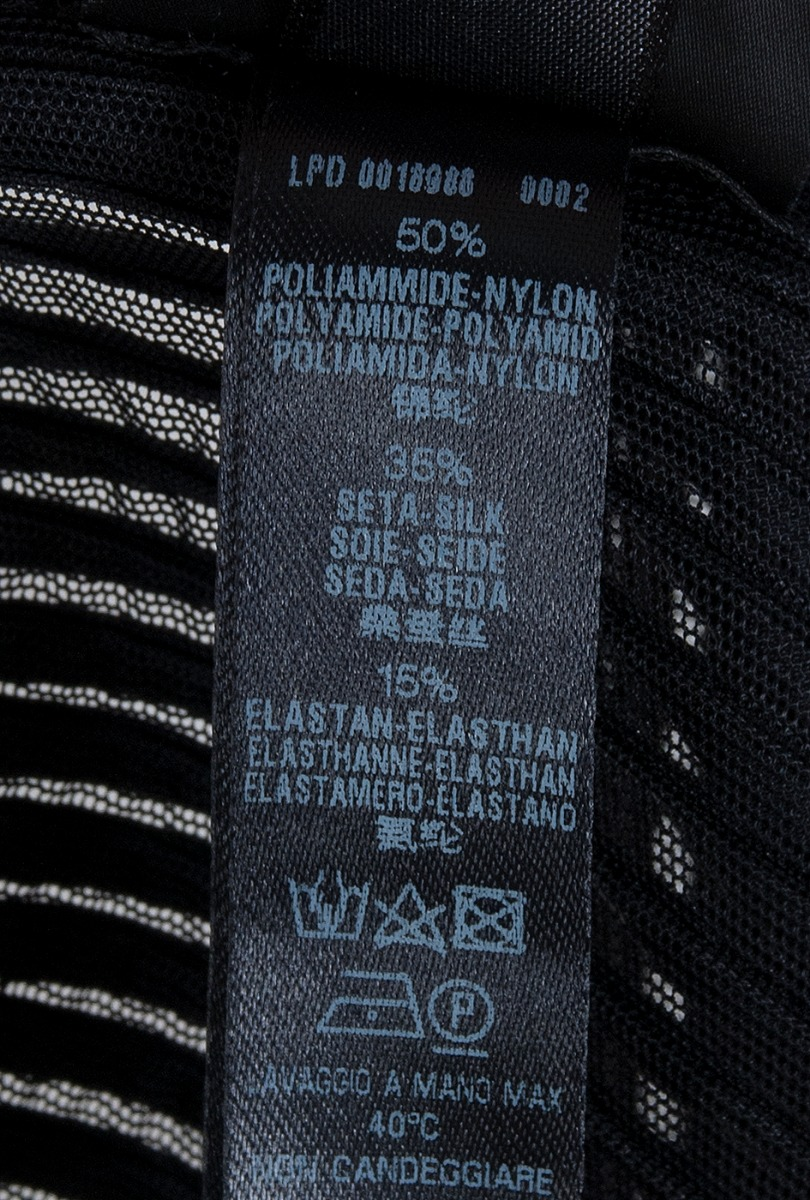 LPD 0018988 0002
50%
POLIAMMIDE-NYLON
POLYAMIDE-POLYAMID
POLIAMIDA-NYLON
锦纶
35%
SETA-SILK
SOIE-SEIDE
SEDA-SEDA
桑蚕丝
15%
ELASTAN-ELASTHAN
ELASTHANNE-ELASTHAN
ELASTAMERO-ELASTANO
氨纶
P
LAVAGGIO A MANO MAX
40°C
NON CANDEGGIARE